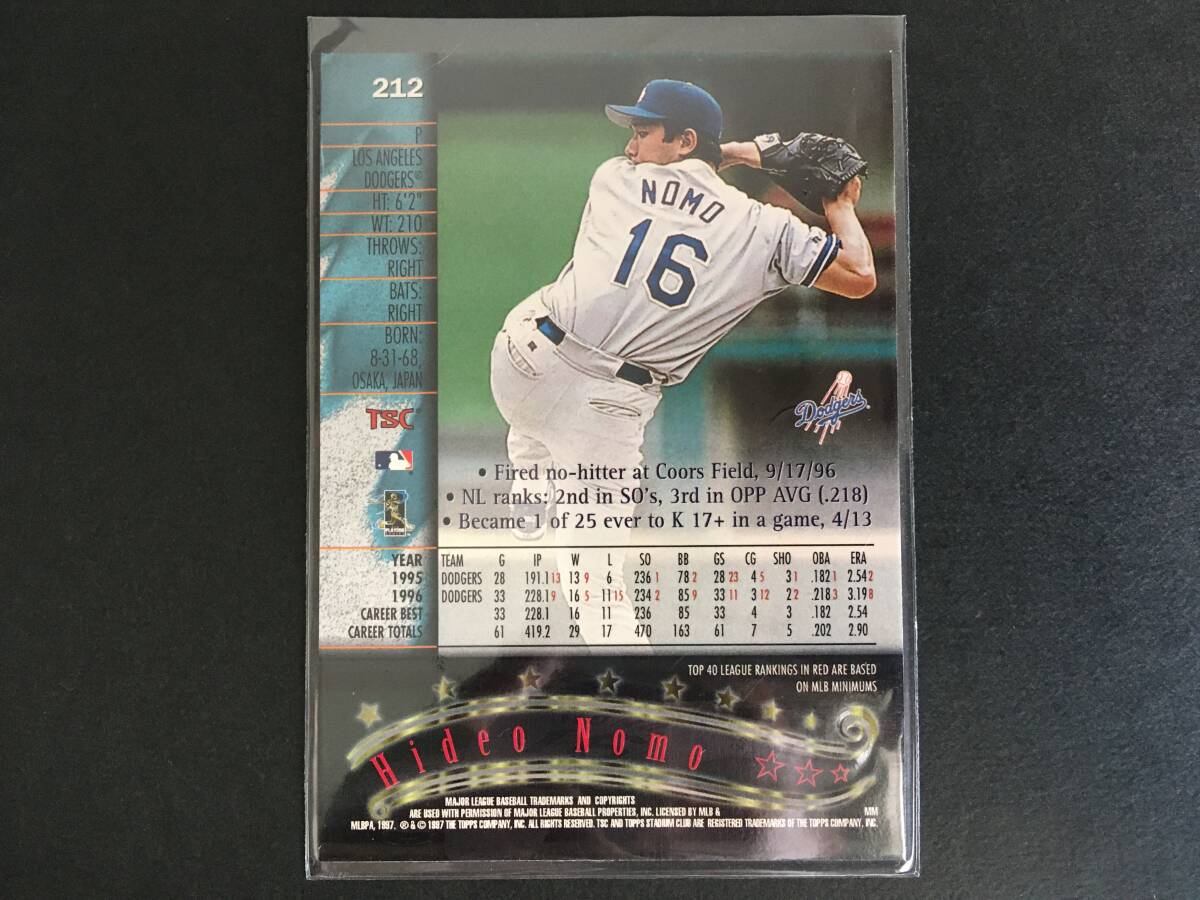 212
P
LOS ANGELES
DODGERS®
HT: 6'2"
WT: 210
THROWS:
RIGHT
BATS:
RIGHT
BORN:
8-31-68,
OSAKA, JAPAN
TSC
NOMO
16
Dodgers
• Fired no-hitter at Coors Field, 9/17/96
• NL ranks: 2nd in SO's, 3rd in OPP AVG (.218)
• Became 1 of 25 ever to K 17+ in a game, 4/13
YEAR TEAM G IP W L SO BB GS CG SHO OBA ERA
1995 DODGERS 28 191.1 13 13 9 6 236 1 78 2 28 23 4 5 3 1 .182 1 2.54 2
1996 DODGERS 33 228.1 9 16 5 11 15 234 2 85 9 33 11 3 12 2 2 .218 3 3.19 8
CAREER BEST 33 228.1 16 11 236 85 33 4 3 .182 2.54
CAREER TOTALS 61 419.2 29 17 470 163 61 7 5 .202 2.90
TOP 40 LEAGUE RANKINGS IN RED ARE BASED
ON MLB MINIMUMS
Hideo Nomo
MAJOR LEAGUE BASEBALL TRADEMARKS AND COPYRIGHTS
ARE USED WITH PERMISSION OF MAJOR LEAGUE BASEBALL PROPERTIES, INC. LICENSED BY MLB & MM
MLBPA, 1997. ® & © 1997 THE TOPPS COMPANY, INC. ALL RIGHTS RESERVED. TSC AND TOPPS STADIUM CLUB ARE REGISTERED TRADEMARKS OF THE TOPPS COMPANY, INC.